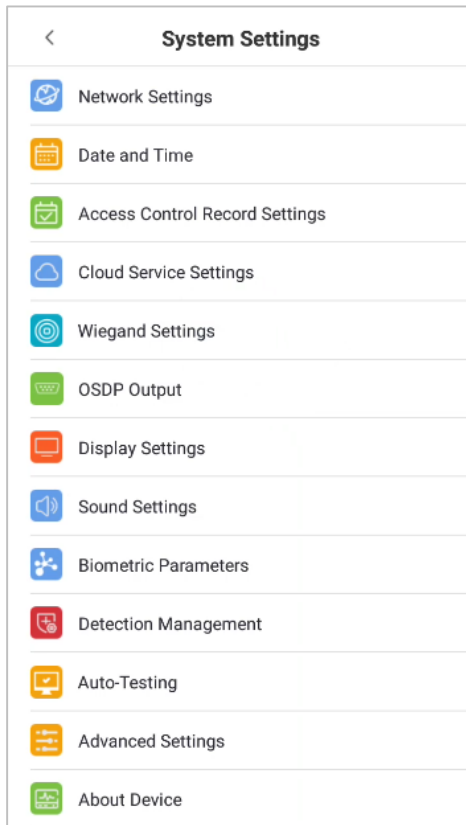 System Settings
Network Settings
Date and Time
Access Control Record Settings
Cloud Service Settings
Wiegand Settings
OSDP Output
Display Settings
Sound Settings
Biometric Parameters
Detection Management
Auto-Testing
Advanced Settings
About Device